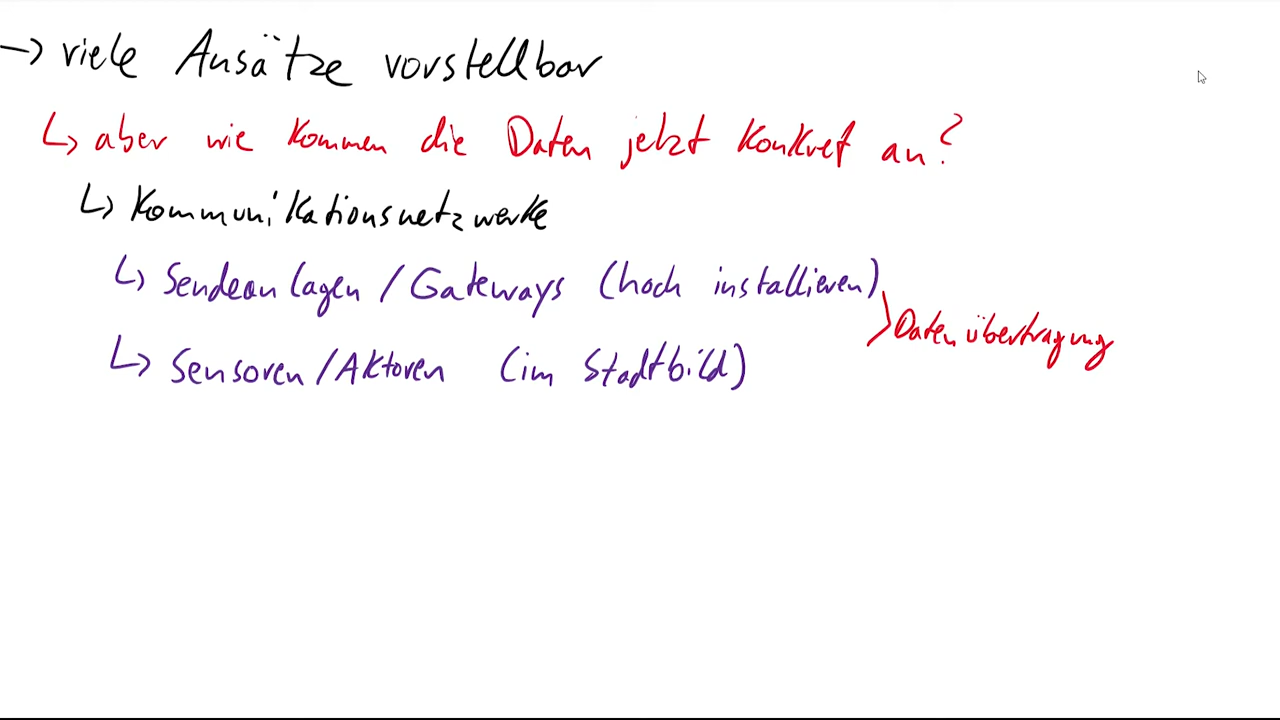 → viele Ansätze vorstellbar
↳ aber wie kommen die Daten jetzt konkret an?
↳ Kommunikationsnetzwerke
↳ Sendeanlagen / Gateways (hoch installieren)
Datenübertragung
↳ Sensoren / Aktoren (im Stadtbild)